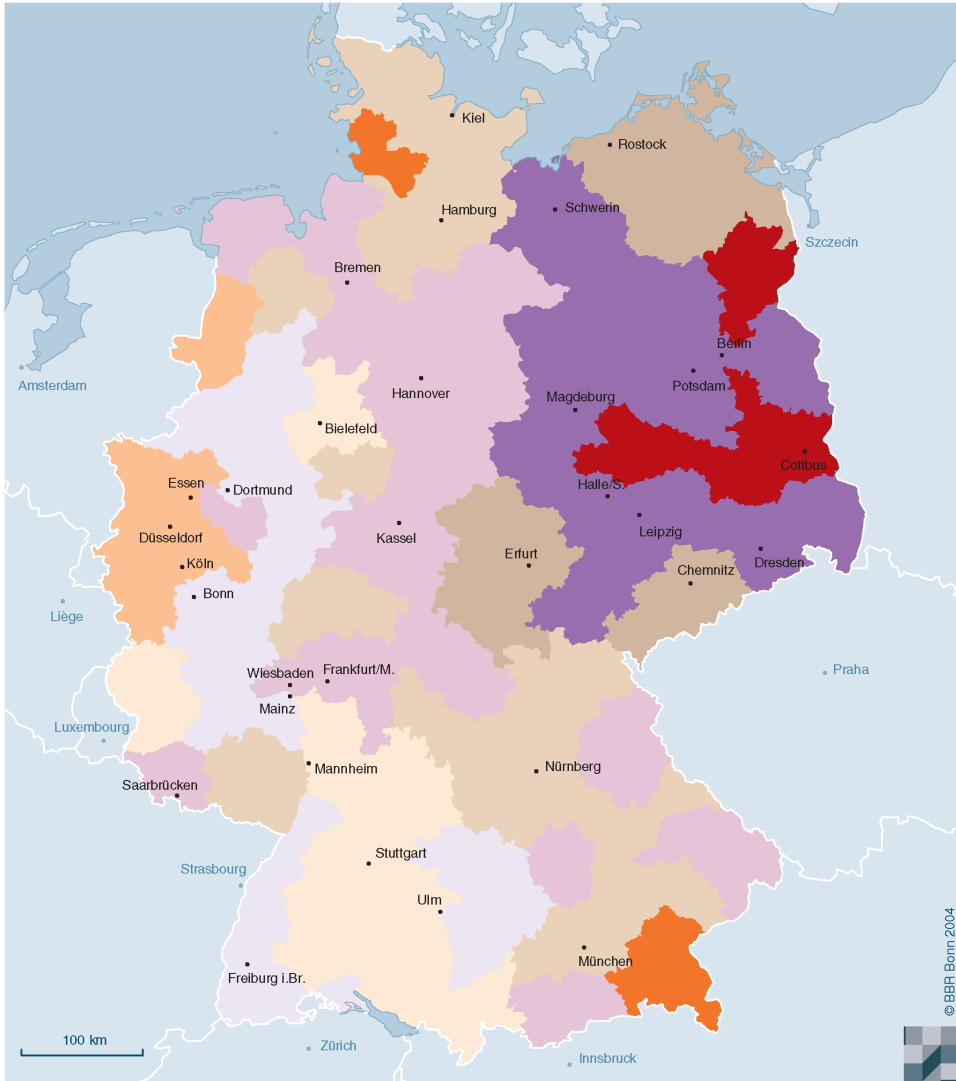 Kiel
Rostock
Schwerin
Hamburg
Szczecin
Bremen
Berlin
Amsterdam
Potsdam
Hannover
Magdeburg
Bielefeld
Cottbus
Essen
Dortmund
Halle/S.
Düsseldorf
Kassel
Leipzig
Erfurt
Köln
Chemnitz
Dresden
Bonn
Liège
Wiesbaden
Frankfurt/M.
Praha
Mainz
Luxembourg
Mannheim
Nürnberg
Saarbrücken
Stuttgart
Strasbourg
Ulm
München
Freiburg i.Br.
© BBR Bonn 2004
100 km
Zürich
Innsbruck